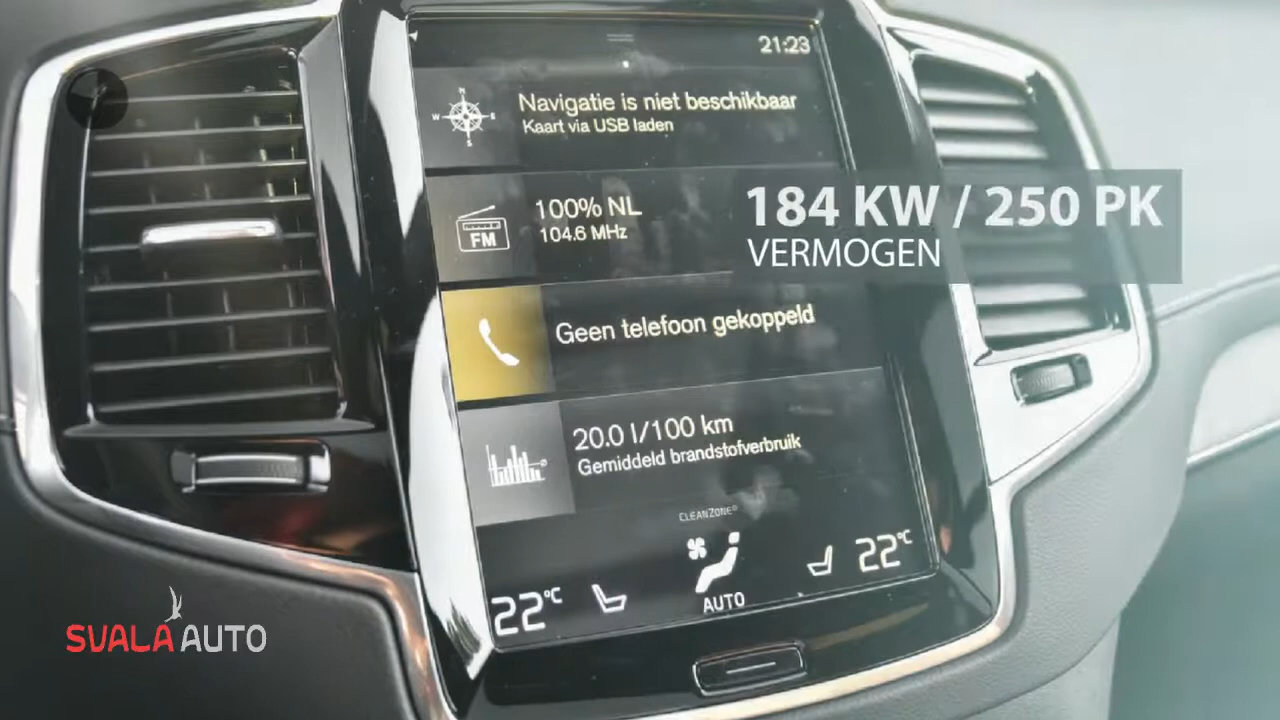 21:23
N
W E
S
Navigatie is niet beschikbaar
Kaart via USB laden
100% NL
104.6 MHz
FM
184 KW / 250 PK
VERMOGEN
Geen telefoon gekoppeld
20.0 l/100 km
Gemiddeld brandstofverbruik
CLEANZONE®
22°C
22°C
AUTO
SVALA AUTO